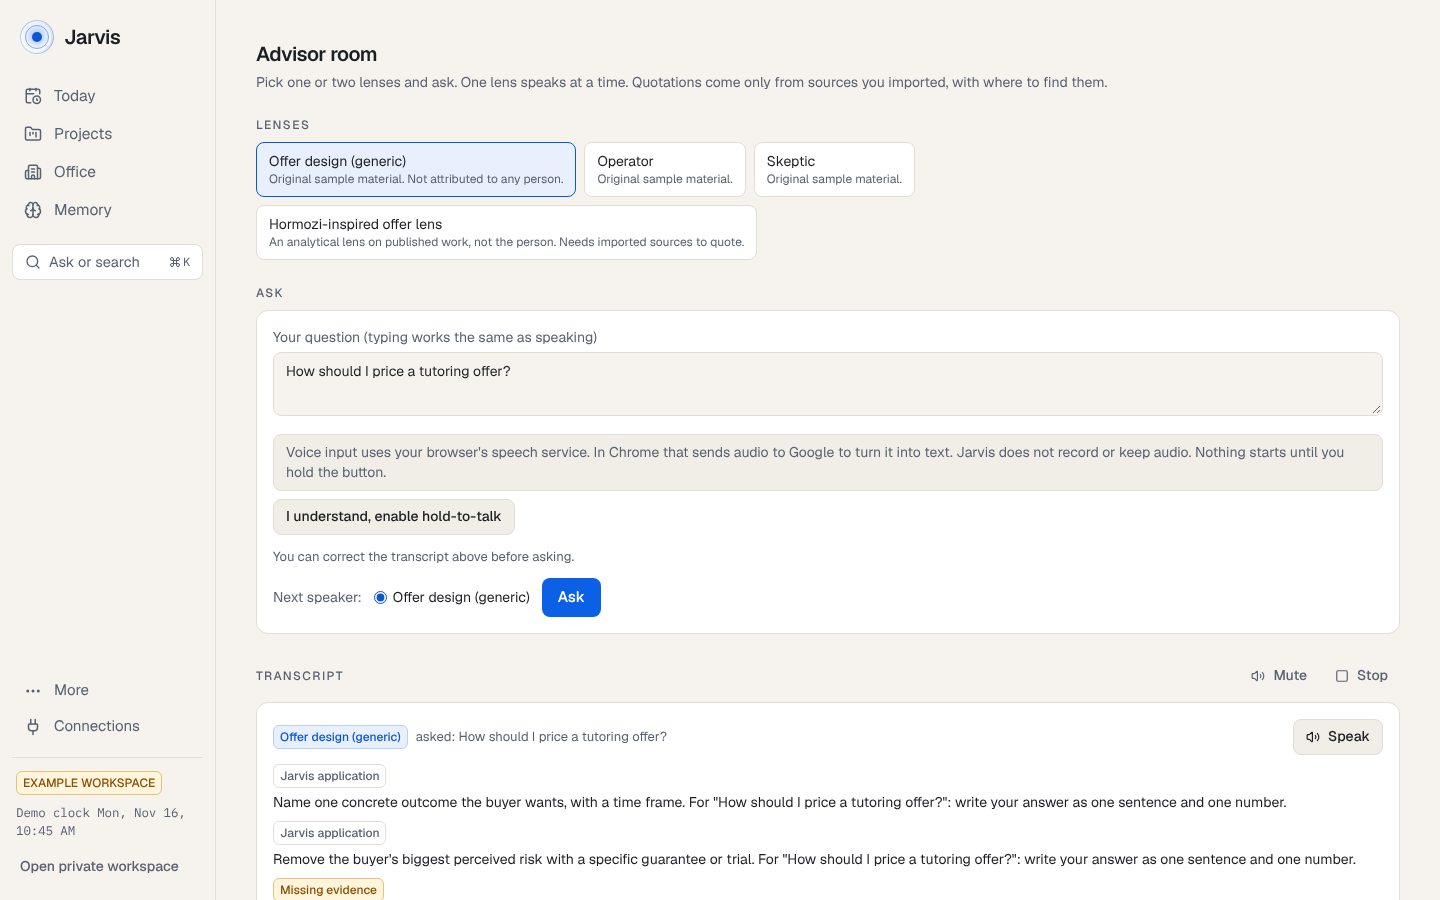 Jarvis
Today
Projects
Office
Memory
Ask or search ⌘ K
More
Connections
EXAMPLE WORKSPACE
Demo clock Mon, Nov 16,
10:45 AM
Open private workspace
Advisor room
Pick one or two lenses and ask. One lens speaks at a time. Quotations come only from sources you imported, with where to find them.
LENSES
Offer design (generic)
Original sample material. Not attributed to any person.
Operator
Original sample material.
Skeptic
Original sample material.
Hormozi-inspired offer lens
An analytical lens on published work, not the person. Needs imported sources to quote.
ASK
Your question (typing works the same as speaking)
How should I price a tutoring offer?
Voice input uses your browser's speech service. In Chrome that sends audio to Google to turn it into text. Jarvis does not record or keep audio. Nothing starts until you
hold the button.
I understand, enable hold-to-talk
You can correct the transcript above before asking.
Next speaker: Offer design (generic) Ask
TRANSCRIPT Mute Stop
Offer design (generic) asked: How should I price a tutoring offer? Speak
Jarvis application
Name one concrete outcome the buyer wants, with a time frame. For "How should I price a tutoring offer?": write your answer as one sentence and one number.
Jarvis application
Remove the buyer's biggest perceived risk with a specific guarantee or trial. For "How should I price a tutoring offer?": write your answer as one sentence and one number.
Missing evidence